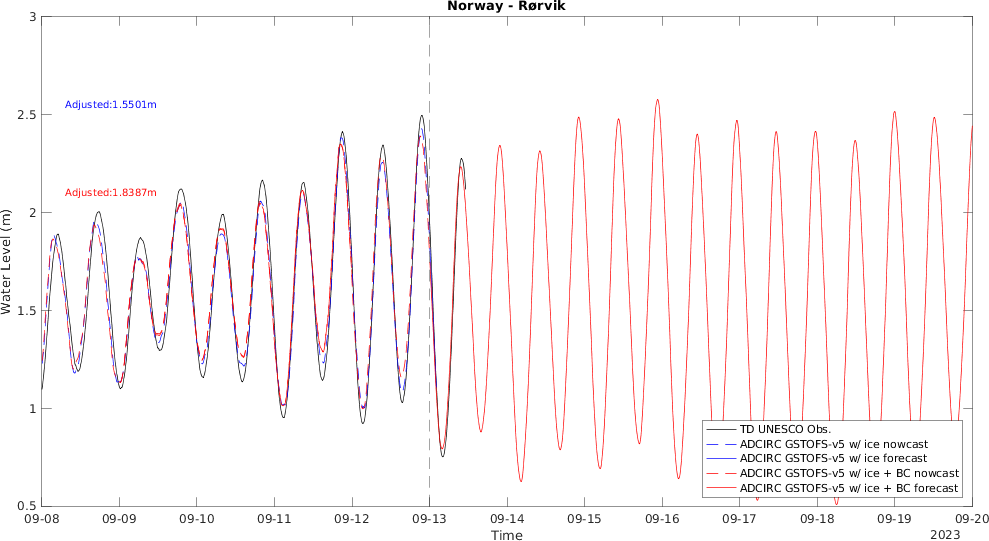 Norway - Rørvik
3
2.5
2
1.5
1
0.5
Water Level (m)
Adjusted:1.5501m
Adjusted:1.8387m
TD UNESCO Obs.
ADCIRC GSTOFS-v5 w/ ice nowcast
ADCIRC GSTOFS-v5 w/ ice forecast
ADCIRC GSTOFS-v5 w/ ice + BC nowcast
ADCIRC GSTOFS-v5 w/ ice + BC forecast
09-08 09-09 09-10 09-11 09-12 09-13 09-14 09-15 09-16 09-17 09-18 09-19 09-20
Time
2023